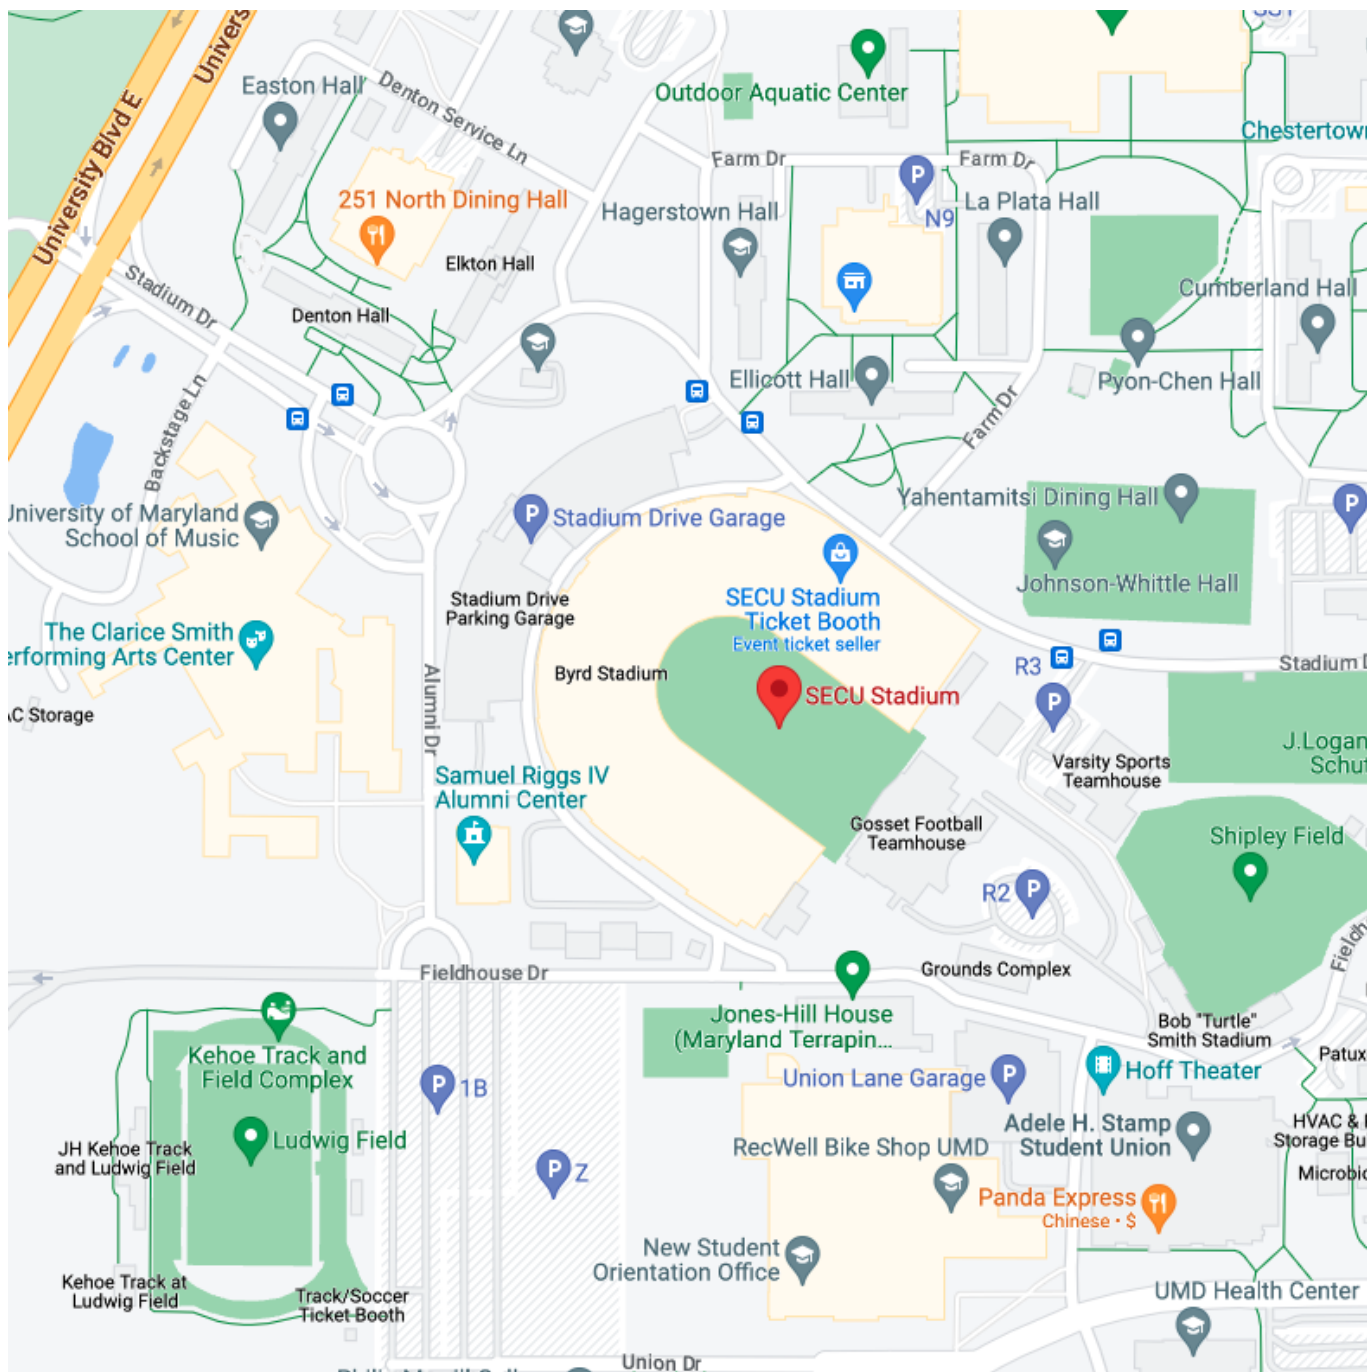 University Blvd E
Univers
Easton Hall
Denton Service Ln
Outdoor Aquatic Center
Chestertown
251 North Dining Hall
Elkton Hall
Denton Hall
Stadium Dr
Backstage Ln
Farm Dr
Farm Dr
Hagerstown Hall
P
N9
La Plata Hall
Cumberland Hall
Ellicott Hall
Pyon-Chen Hall
Farm Dr
Yahentamitsi Dining Hall
Johnson-Whittle Hall
P
University of Maryland
School of Music
P
Stadium Drive Garage
Stadium Drive
Parking Garage
SECU Stadium
Ticket Booth
Event ticket seller
The Clarice Smith
erforming Arts Center
Byrd Stadium
SECU Stadium
R3
P
Stadium D
AC Storage
Alumni Dr
Varsity Sports
Teamhouse
J.Logan
Schut
Samuel Riggs IV
Alumni Center
Gosset Football
Teamhouse
Shipley Field
R2
P
Fieldh
Fieldhouse Dr
Grounds Complex
Jones-Hill House
(Maryland Terrapin...
Bob "Turtle"
Smith Stadium
Patux
Kehoe Track and
Field Complex
P
1B
Union Lane Garage
P
Hoff Theater
Ludwig Field
JH Kehoe Track
and Ludwig Field
P
Z
RecWell Bike Shop UMD
Adele H. Stamp
Student Union
HVAC &
Storage Bu
Microbio
Panda Express
Chinese · $
New Student
Orientation Office
Kehoe Track at
Ludwig Field
Track/Soccer
Ticket Booth
UMD Health Center
Union Dr